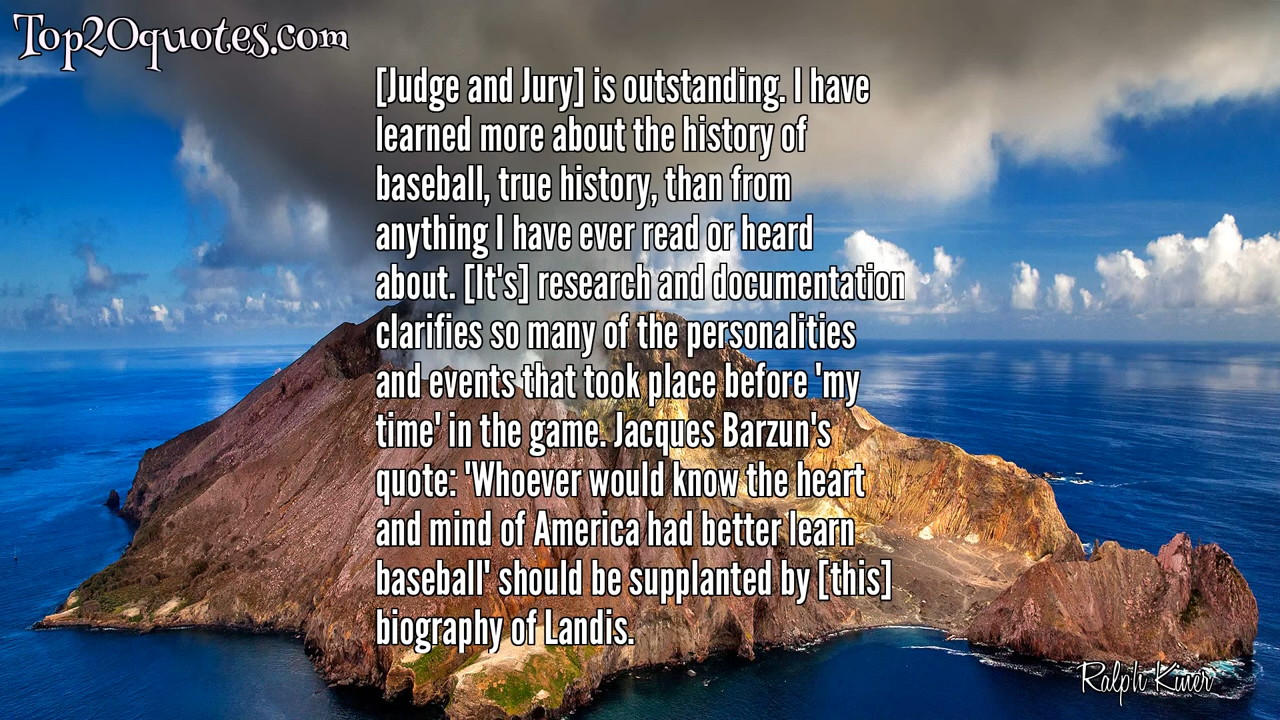 Top20quotes.com
[Judge and Jury] is outstanding. I have
learned more about the history of
baseball, true history, than from
anything I have ever read or heard
about. [It's] research and documentation
clarifies so many of the personalities
and events that took place before 'my
time' in the game. Jacques Barzun's
quote: 'Whoever would know the heart
and mind of America had better learn
baseball' should be supplanted by [this]
biography of Landis.
Ralph Kiner